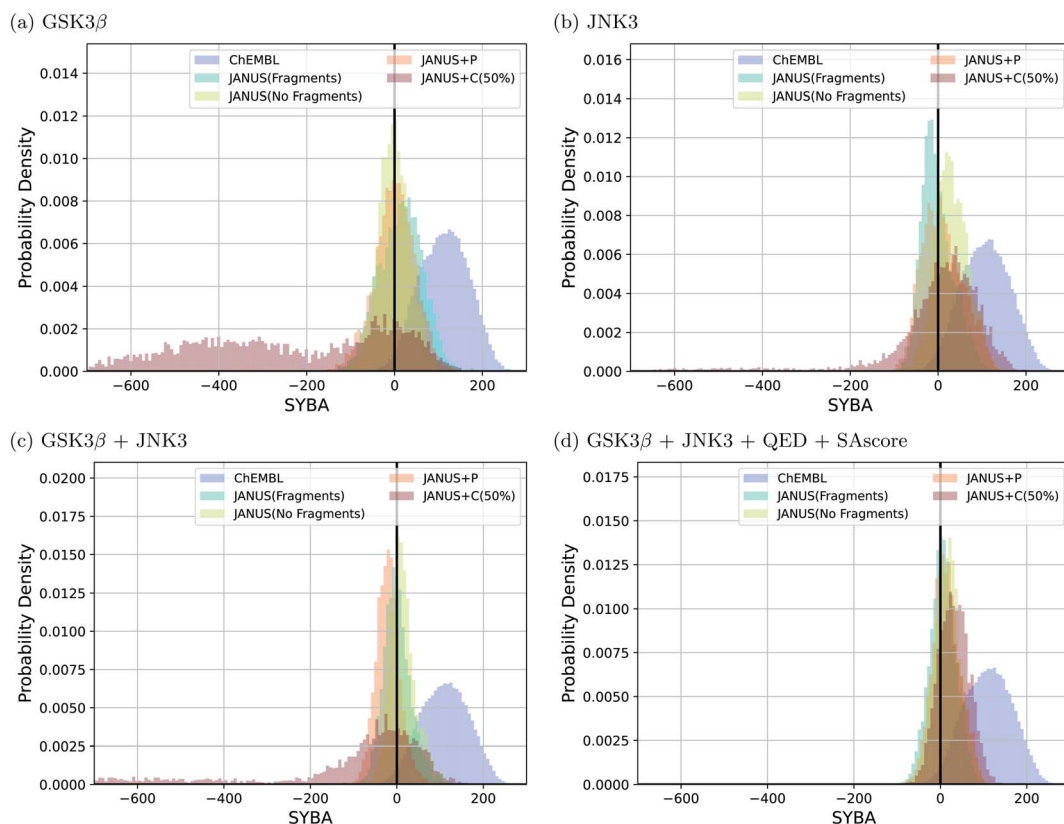 (a) GSK3β
0.014
0.012
0.010
0.008
0.006
0.004
0.002
0.000
Probability Density
ChEMBL
JANUS(Fragments)
JANUS(No Fragments)
JANUS+P
JANUS+C(50%)
−600
−400
−200
0
200
SYBA
(b) JNK3
0.016
0.014
0.012
0.010
0.008
0.006
0.004
0.002
0.000
Probability Density
ChEMBL
JANUS(Fragments)
JANUS(No Fragments)
JANUS+P
JANUS+C(50%)
−600
−400
−200
0
200
SYBA
(c) GSK3β + JNK3
0.0200
0.0175
0.0150
0.0125
0.0100
0.0075
0.0050
0.0025
0.0000
Probability Density
ChEMBL
JANUS(Fragments)
JANUS(No Fragments)
JANUS+P
JANUS+C(50%)
−600
−400
−200
0
200
SYBA
(d) GSK3β + JNK3 + QED + SAscore
0.0175
0.0150
0.0125
0.0100
0.0075
0.0050
0.0025
0.0000
Probability Density
ChEMBL
JANUS(Fragments)
JANUS(No Fragments)
JANUS+P
JANUS+C(50%)
−600
−400
−200
0
200
SYBA